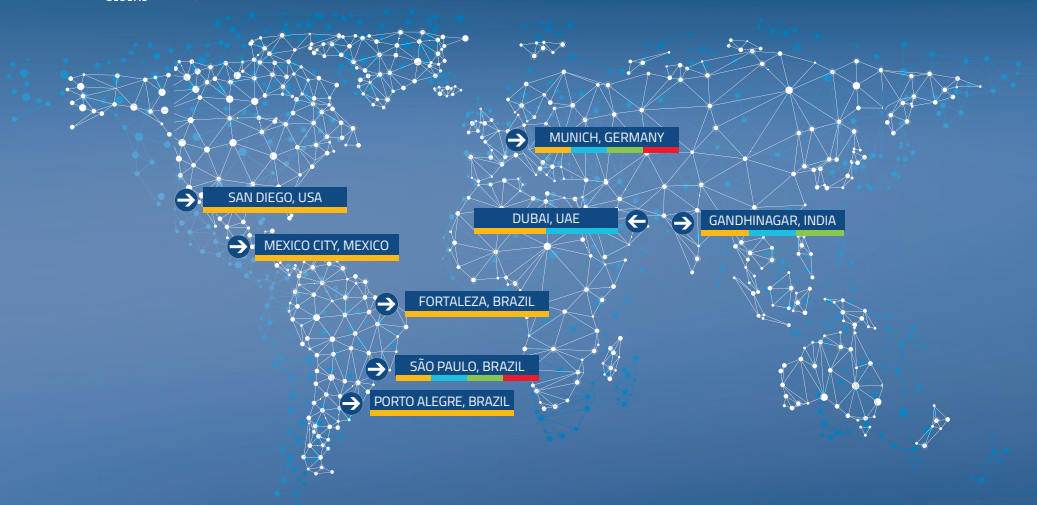 MUNICH, GERMANY
SAN DIEGO, USA
DUBAI, UAE
GANDHINAGAR, INDIA
MEXICO CITY, MEXICO
FORTALEZA, BRAZIL
SÃO PAULO, BRAZIL
PORTO ALEGRE, BRAZIL